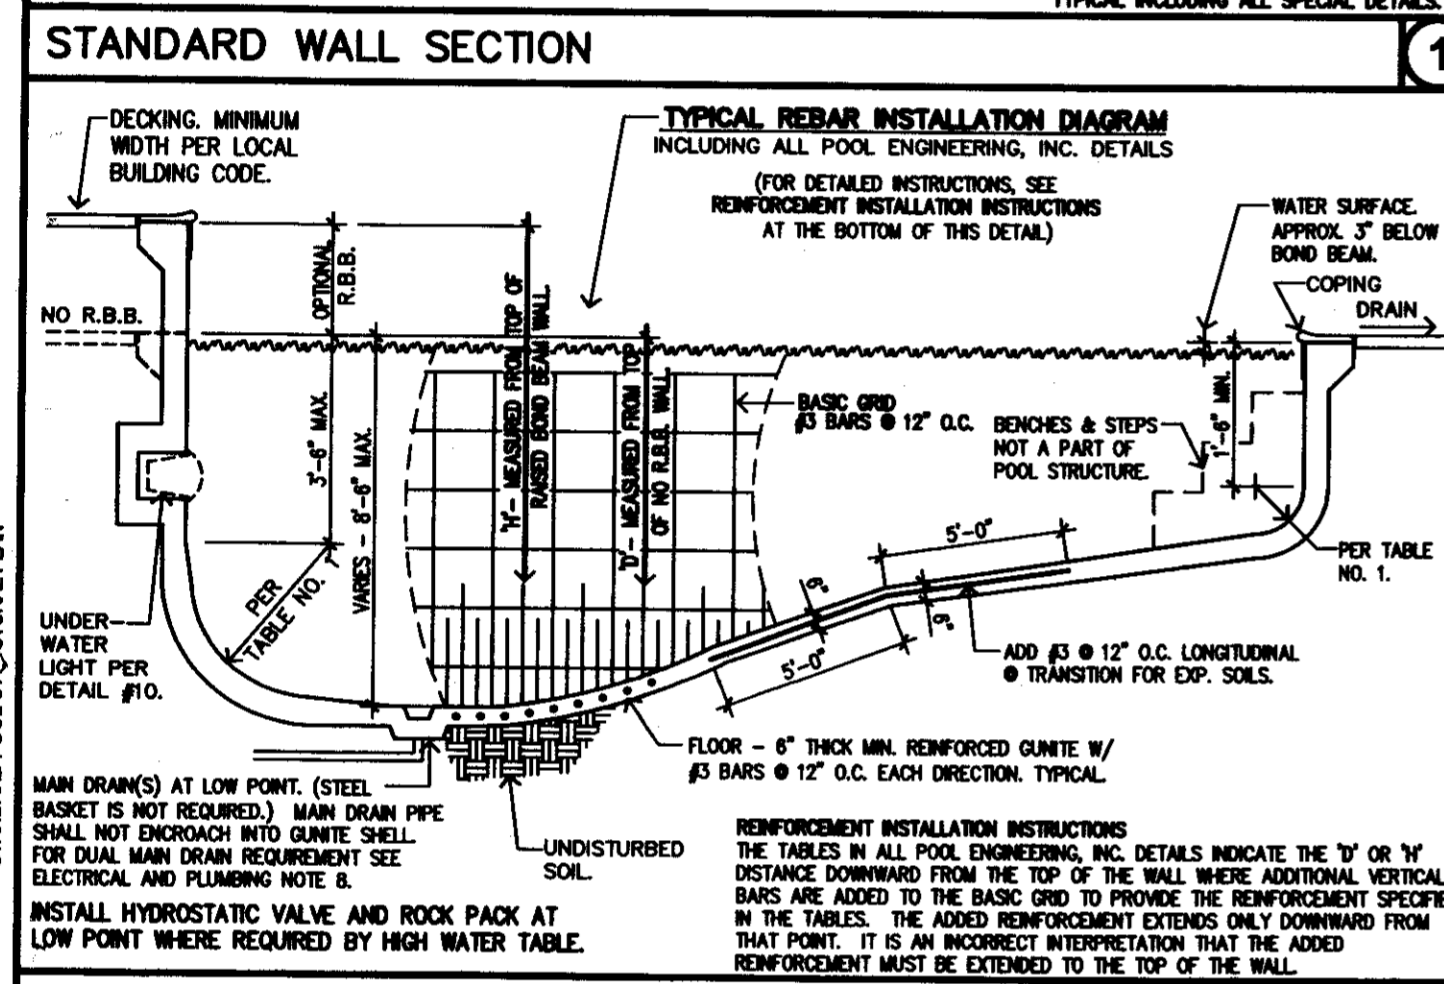 TYPICAL INCLUDING ALL SPECIAL DETAILS.
STANDARD WALL SECTION
1
DECKING. MINIMUM
WIDTH PER LOCAL
BUILDING CODE.
TYPICAL REBAR INSTALLATION DIAGRAM
INCLUDING ALL POOL ENGINEERING, INC. DETAILS
(FOR DETAILED INSTRUCTIONS, SEE
REINFORCEMENT INSTALLATION INSTRUCTIONS
AT THE BOTTOM OF THIS DETAIL)
WATER SURFACE.
APPROX. 3" BELOW
BOND BEAM.
COPING
DRAIN
NO R.B.B.
OPTIONAL
R.B.B.
3'-6" MAX.
VARIES - 8'-6" MAX.
'H'- MEASURED FROM TOP OF
RAISED BOND BEAM WALL.
'D'- MEASURED FROM TOP
OF NO R.B.B. WALL.
BASIC GRID
#3 BARS @ 12" O.C.
BENCHES & STEPS
NOT A PART OF
POOL STRUCTURE.
1'-6" MIN.
PER TABLE
NO. 1.
5'-0"
6"
6"
5'-0"
PER
TABLE NO. 1
UNDER-
WATER
LIGHT PER
DETAIL #10.
ADD #3 @ 12" O.C. LONGITUDINAL
@ TRANSITION FOR EXP. SOILS.
FLOOR - 6" THICK MIN. REINFORCED GUNITE W/
#3 BARS @ 12" O.C. EACH DIRECTION. TYPICAL.
MAIN DRAIN(S) AT LOW POINT. (STEEL
BASKET IS NOT REQUIRED.) MAIN DRAIN PIPE
SHALL NOT ENCROACH INTO GUNITE SHELL.
FOR DUAL MAIN DRAIN REQUIREMENT SEE
ELECTRICAL AND PLUMBING NOTE 8.
INSTALL HYDROSTATIC VALVE AND ROCK PACK AT
LOW POINT WHERE REQUIRED BY HIGH WATER TABLE.
UNDISTURBED
SOIL.
REINFORCEMENT INSTALLATION INSTRUCTIONS
THE TABLES IN ALL POOL ENGINEERING, INC. DETAILS INDICATE THE 'D' OR 'H'
DISTANCE DOWNWARD FROM THE TOP OF THE WALL WHERE ADDITIONAL VERTICAL
BARS ARE ADDED TO THE BASIC GRID TO PROVIDE THE REINFORCEMENT SPECIFIE
IN THE TABLES. THE ADDED REINFORCEMENT EXTENDS ONLY DOWNWARD FROM
THAT POINT. IT IS AN INCORRECT INTERPRETATION THAT THE ADDED
REINFORCEMENT MUST BE EXTENDED TO THE TOP OF THE WALL.